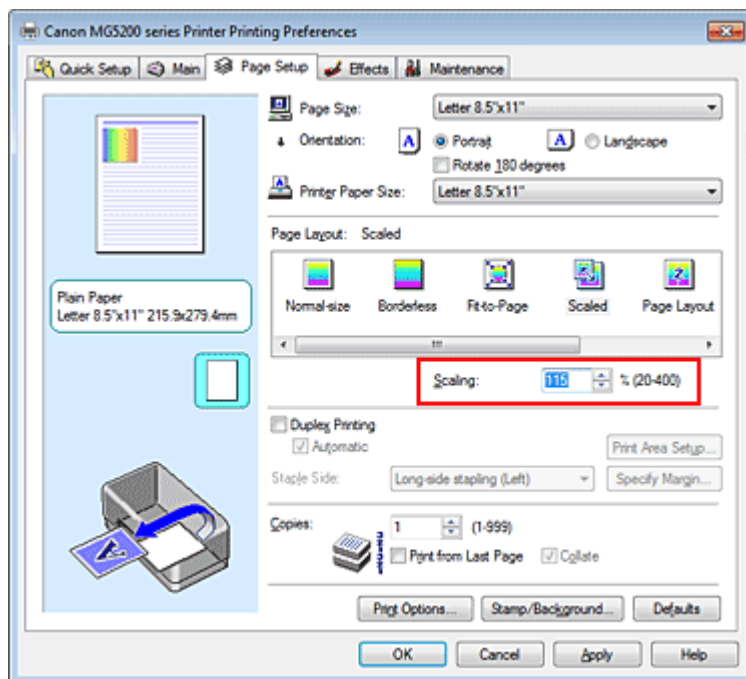 Canon MG5200 series Printer Printing Preferences
Quick Setup Main Page Setup Effects Maintenance
Page Size: Letter 8.5"x11"
Orientation: A Portrait A Landscape
Rotate 180 degrees
Printer Paper Size: Letter 8.5"x11"
Page Layout: Scaled
Normal-size Borderless Fit-to-Page Scaled Page Layout
Plain Paper
Letter 8.5"x11" 215.9x279.4mm
Scaling: 115 % (20-400)
Duplex Printing
Automatic Print Area Setup...
Staple Side: Long-side stapling (Left) Specify Margin...
Copies: 1 (1-999)
Print from Last Page Collate
Print Options... Stamp/Background... Defaults
OK Cancel Apply Help